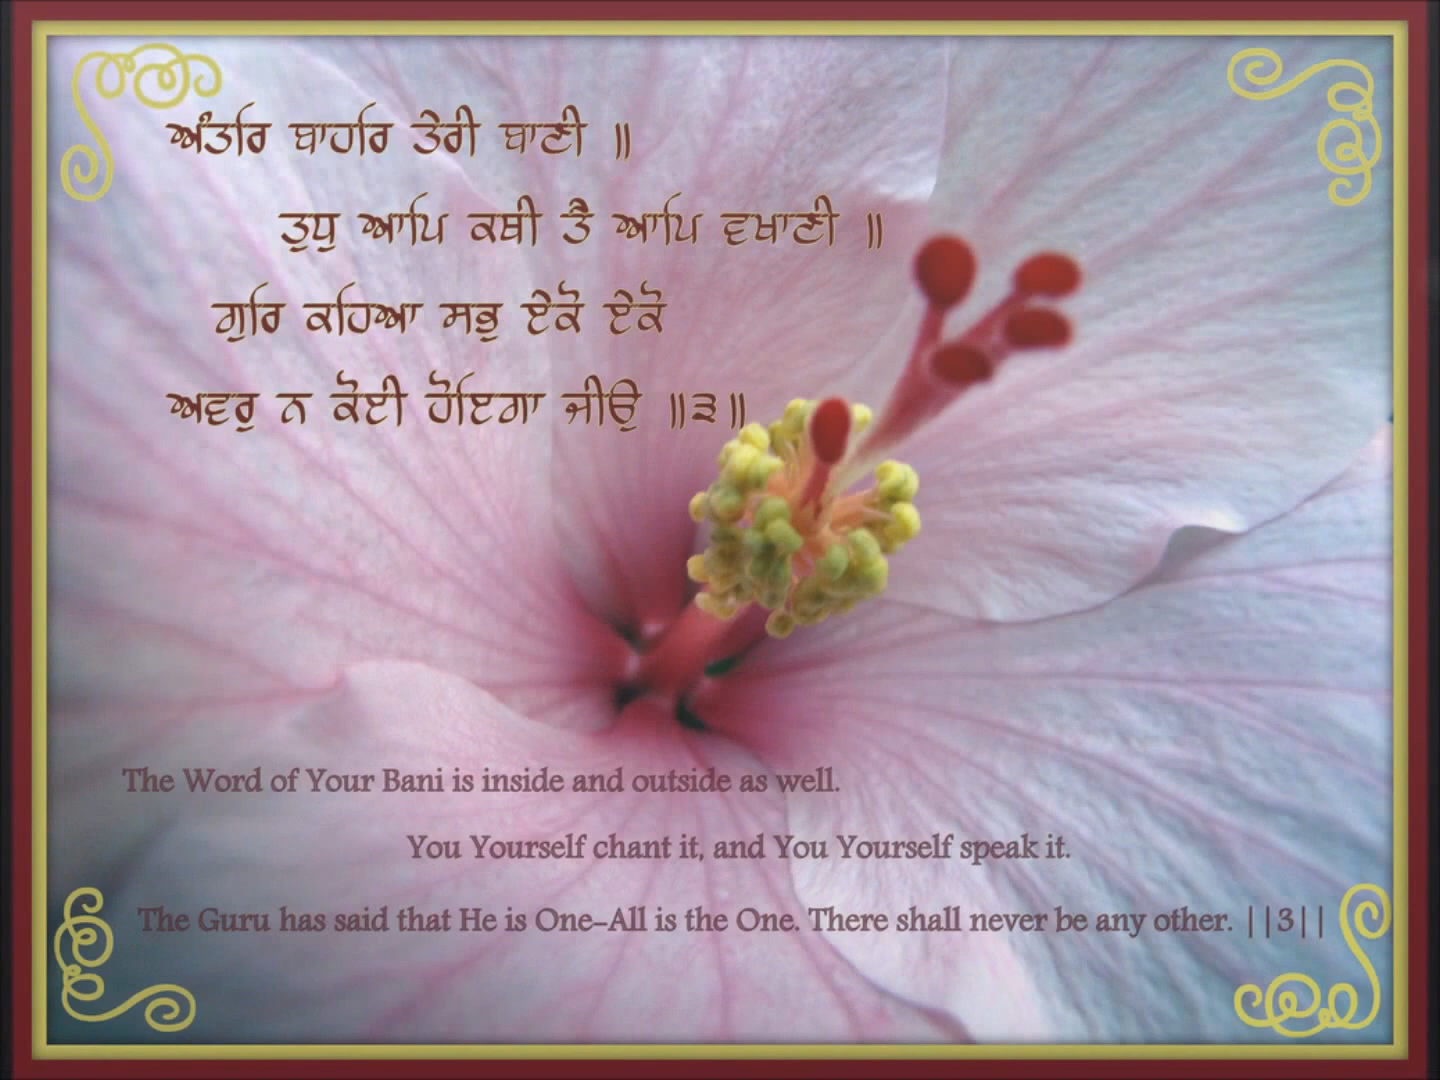 ਅੰਤਰਿ ਬਾਹਰਿ ਤੇਰੀ ਬਾਣੀ ॥
ਤੁਧੁ ਆਪਿ ਕਥੀ ਤੈ ਆਪਿ ਵਖਾਣੀ ॥
ਗੁਰਿ ਕਹਿਆ ਸਭੁ ਏਕੋ ਏਕੋ
ਅਵਰੁ ਨ ਕੋਈ ਹੋਇਗਾ ਜੀਉ ॥੩॥
The Word of Your Bani is inside and outside as well.
You Yourself chant it, and You Yourself speak it.
The Guru has said that He is One-All is the One. There shall never be any other. ||3||